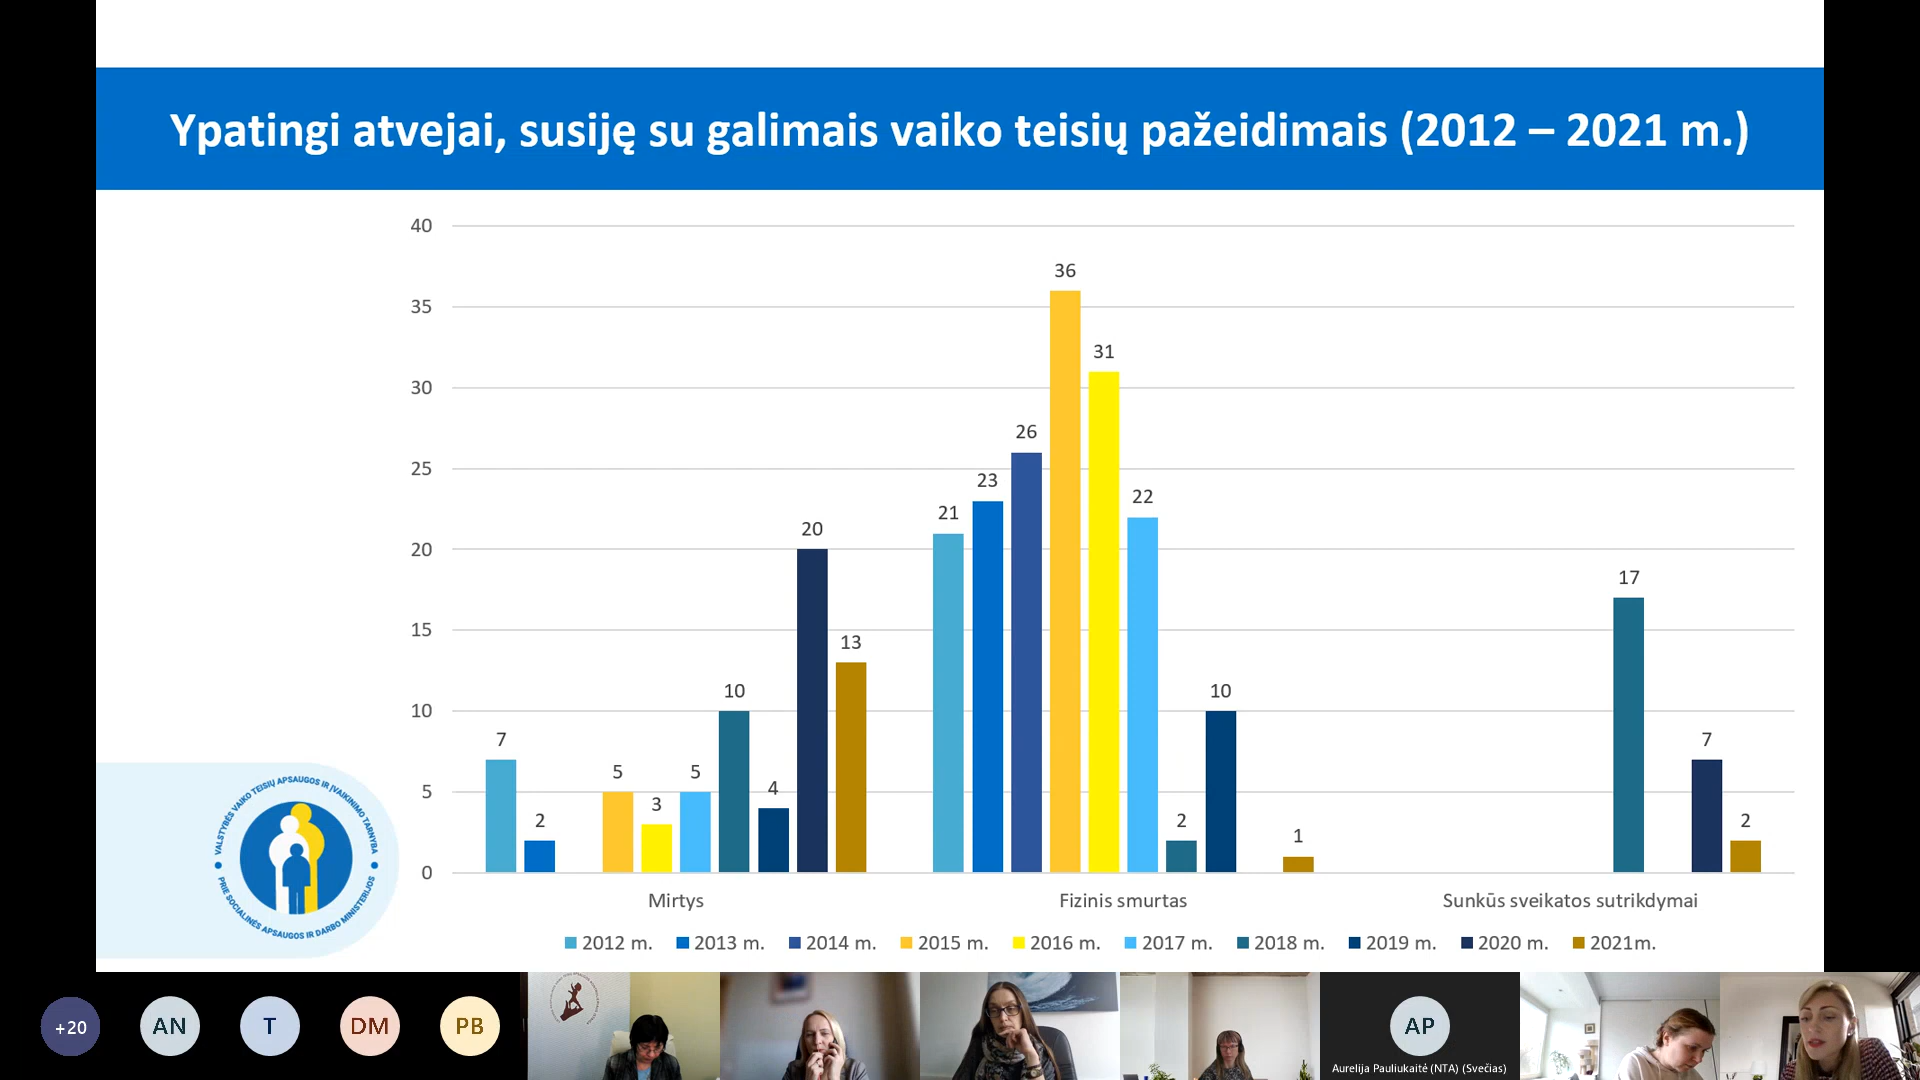 Ypatingi atvejai, susiję su galimais vaiko teisių pažeidimais (2012 – 2021 m.)
40
35
30
25
20
15
10
5
0
7
2
5
3
5
10
4
20
13
21
23
26
36
31
22
2
10
1
17
7
2
Mirtys
Fizinis smurtas
Sunkūs sveikatos sutrikdymai
2012 m.
2013 m.
2014 m.
2015 m.
2016 m.
2017 m.
2018 m.
2019 m.
2020 m.
2021m.
VALSTYBĖS VAIKO TEISIŲ APSAUGOS IR ĮVAIKINIMO TARNYBA
PRIE SOCIALINĖS APSAUGOS IR DARBO MINISTERIJOS
+20
AN
T
DM
PB
AP
Aurelija Pauliukaitė (NTA) (Svečias)